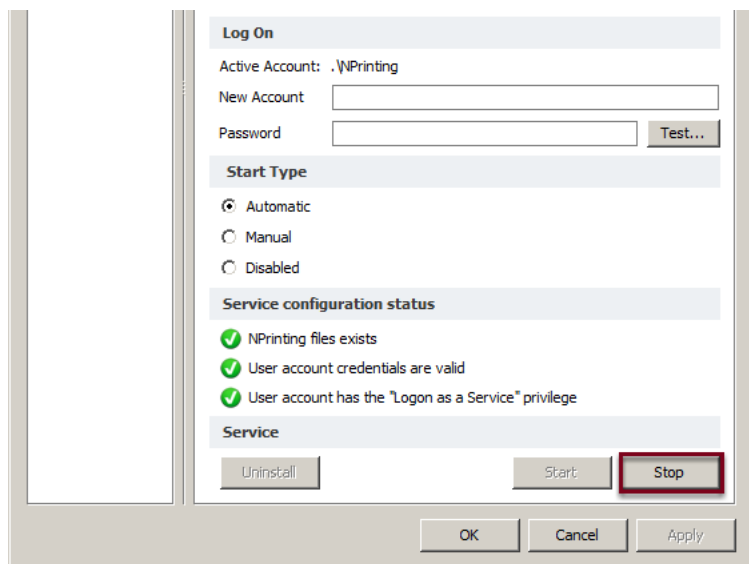 Log On
Active Account: .\NPrinting
New Account
Password Test...
Start Type
Automatic
Manual
Disabled
Service configuration status
NPrinting files exists
User account credentials are valid
User account has the "Logon as a Service" privilege
Service
Uninstall Start Stop
OK Cancel Apply